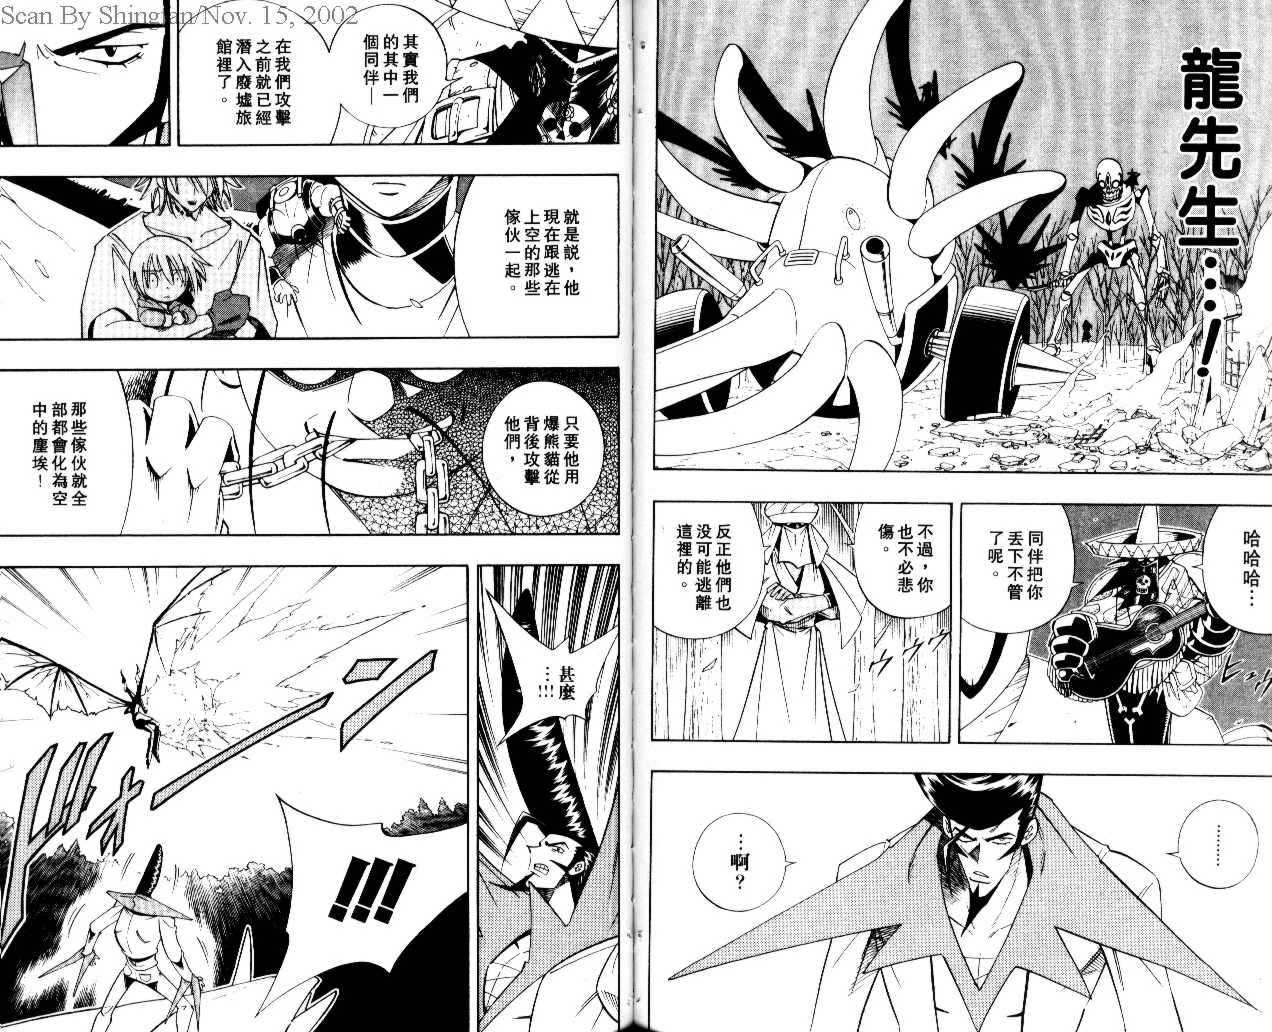 Scan By Shingfan/Nov. 15, 2002
龍先生……！
哈哈哈…
同伴把你
丟下不管
了呢。
不過，你
也不必悲
傷。
反正他們也
没可能逃離
這裡的。
……
…啊？
其實我們
的其中一
個同伴—
在我們攻擊
之前就已經
潛入廢墟旅
館裡了。
就是說，他
現在跟逃在
上空的那些
傢伙一起。
只要他用
爆熊貓從
背後攻擊
他們，
那些傢伙就全
部都會化為空
中的塵埃！
甚麼
…!!!
!!!